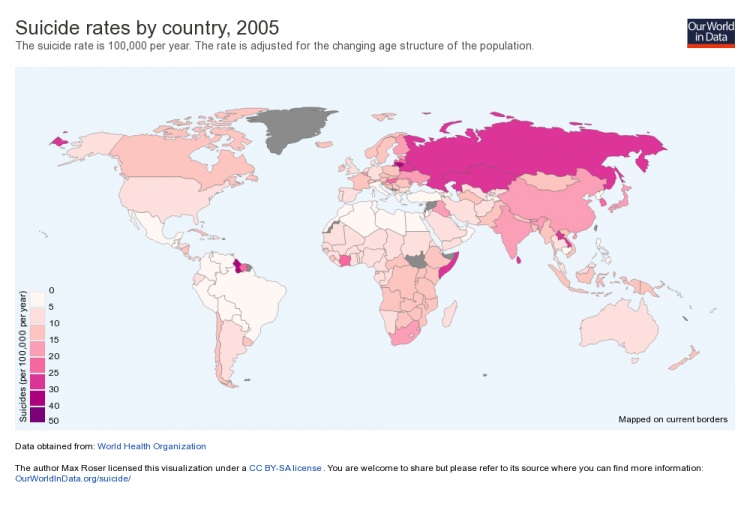 Suicide rates by country, 2005
The suicide rate is 100,000 per year. The rate is adjusted for the changing age structure of the population.
Our World
in Data
Suicides (per 100,000 per year)
0
5
10
15
20
25
30
40
50
Mapped on current borders
Data obtained from: World Health Organization
The author Max Roser licensed this visualization under a CC BY-SA license. You are welcome to share but please refer to its source where you can find more information:
OurWorldInData.org/suicide/